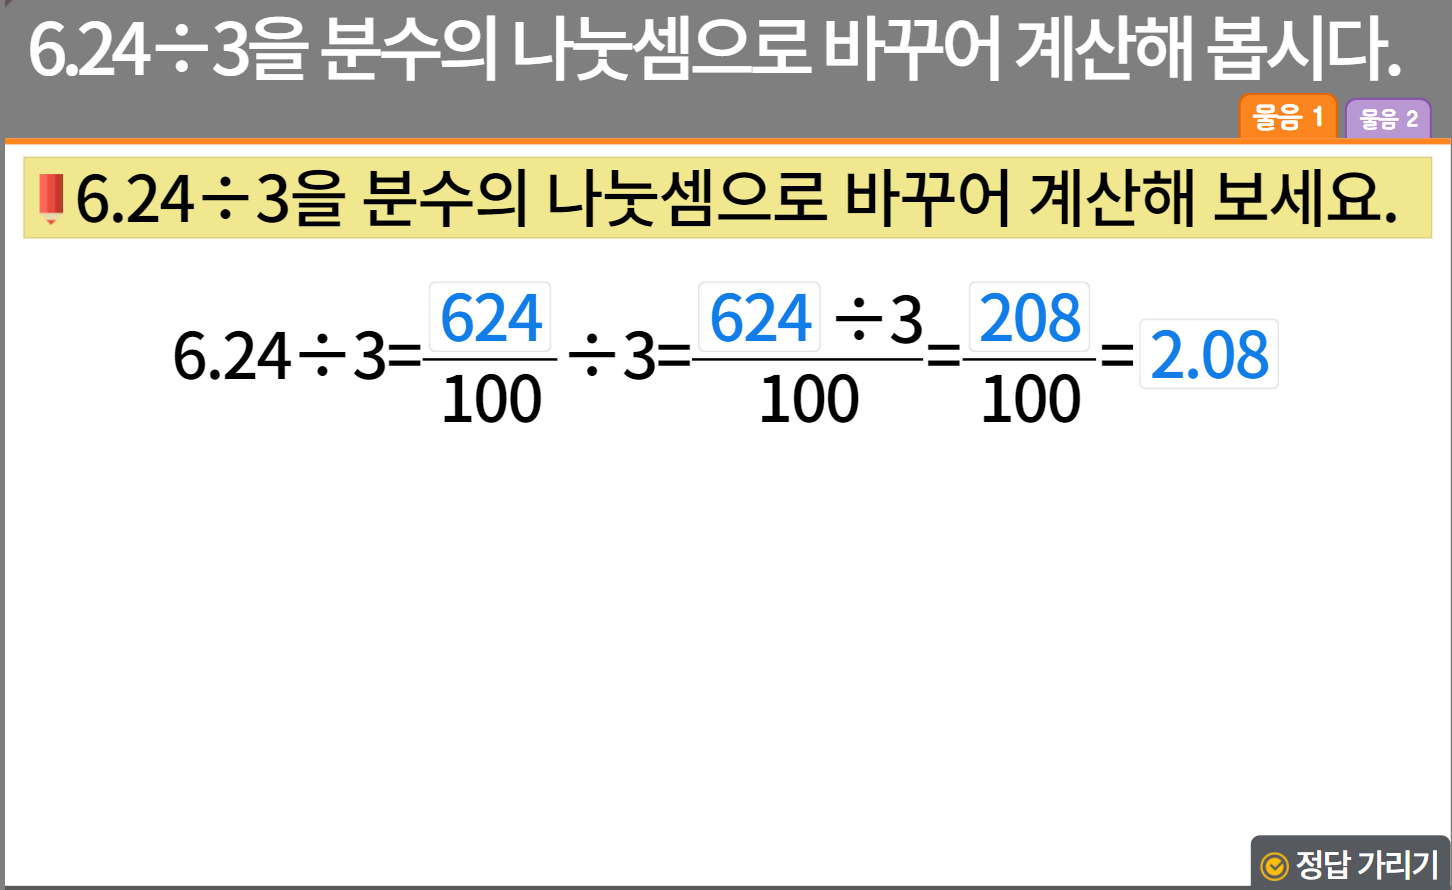 6.24÷3을 분수의 나눗셈으로 바꾸어 계산해 봅시다.
물음 1 물음 2
6.24÷3을 분수의 나눗셈으로 바꾸어 계산해 보세요.
624 624 ÷3 208
6.24÷3= ÷3= = =2.08
100 100 100
정답 가리기